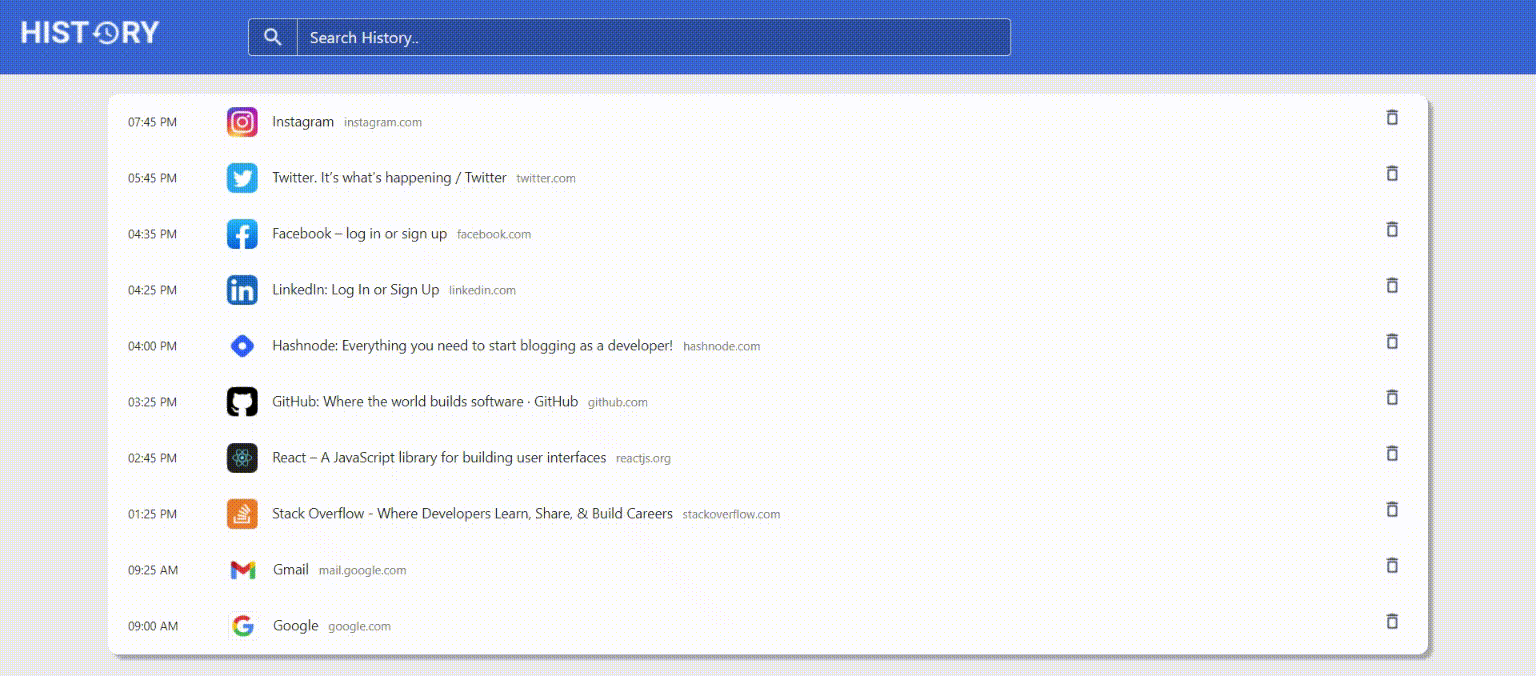 HISTORY
Search History..
07:45 PM Instagram instagram.com
05:45 PM Twitter. It’s what’s happening / Twitter twitter.com
04:35 PM Facebook – log in or sign up facebook.com
04:25 PM LinkedIn: Log In or Sign Up linkedin.com
04:00 PM Hashnode: Everything you need to start blogging as a developer! hashnode.com
03:25 PM GitHub: Where the world builds software · GitHub github.com
02:45 PM React – A JavaScript library for building user interfaces reactjs.org
01:25 PM Stack Overflow - Where Developers Learn, Share, & Build Careers stackoverflow.com
09:25 AM Gmail mail.google.com
09:00 AM Google google.com